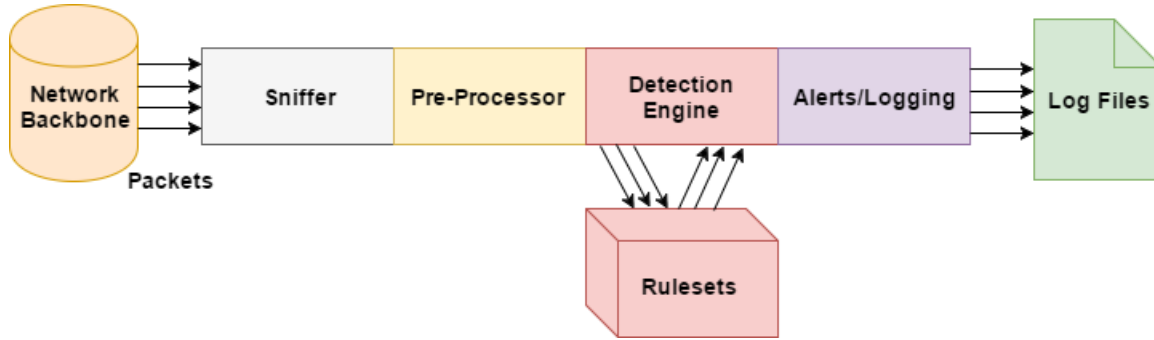 Network
Backbone
Packets
Sniffer
Pre-Processor
Detection
Engine
Alerts/Logging
Log Files
Rulesets